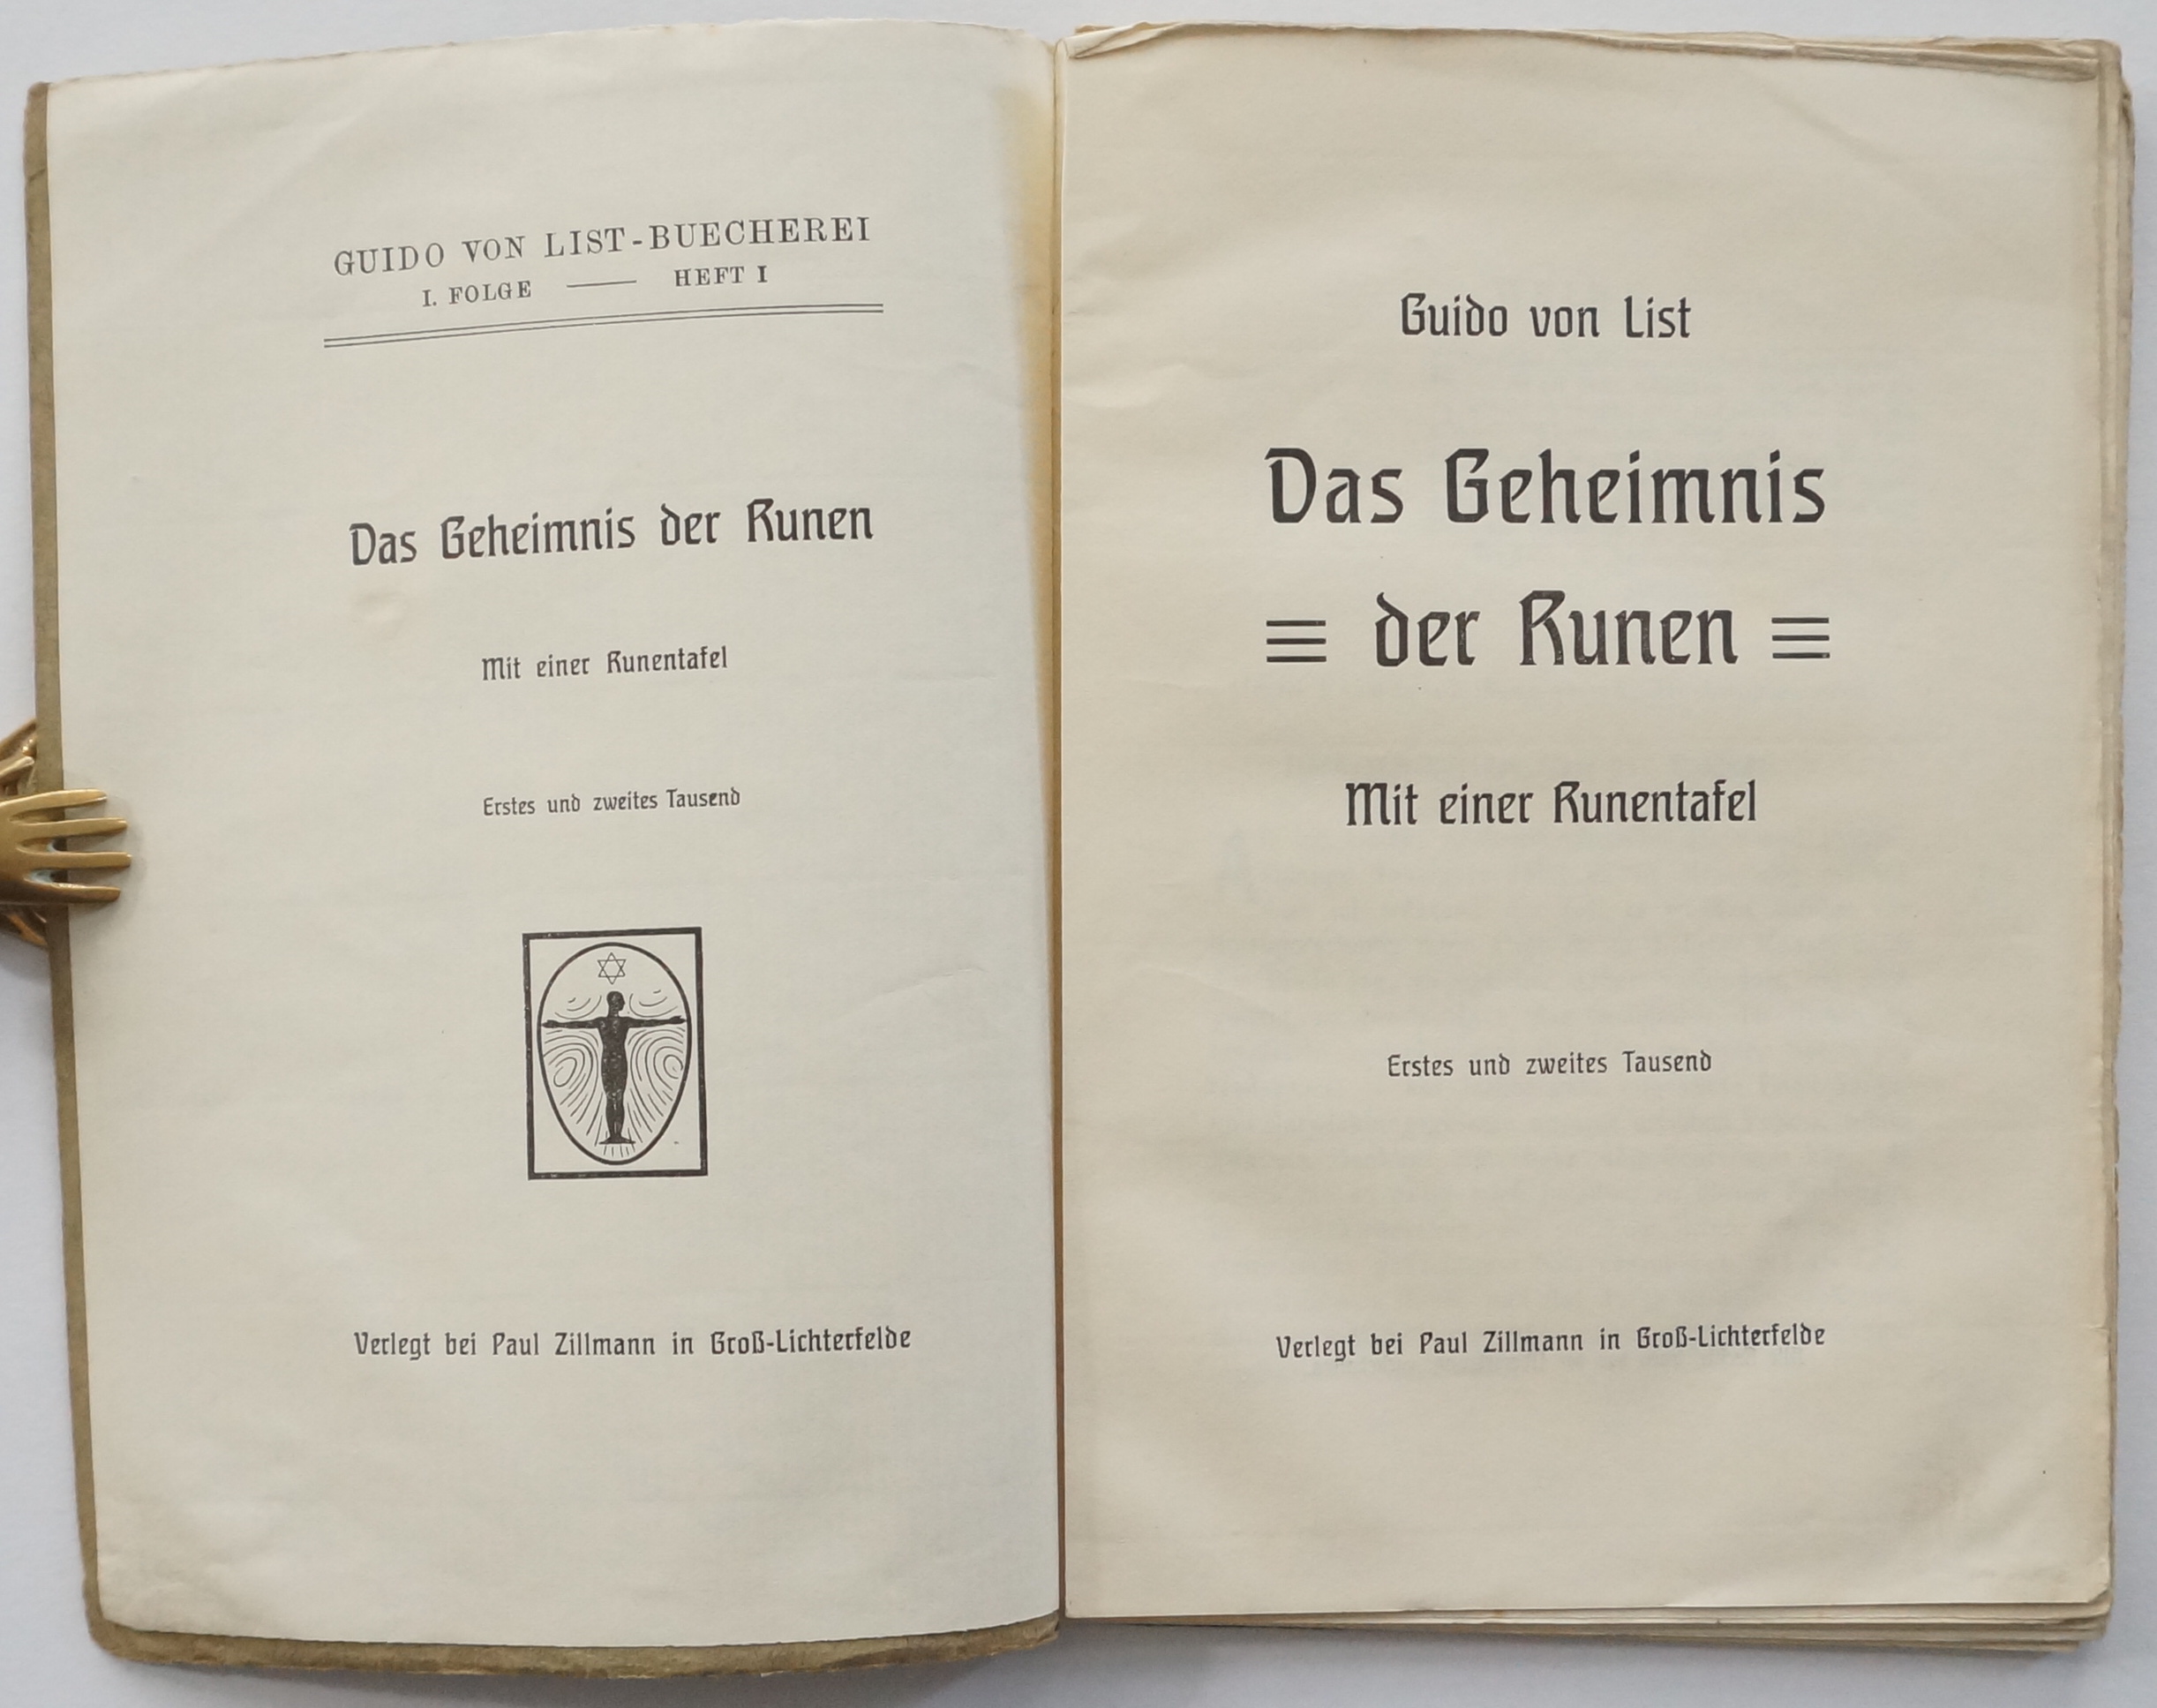 GUIDO VON LIST-BUECHEREI
I. FOLGE — HEFT I
Das Geheimnis der Runen
Mit einer Runentafel
Erstes und zweites Tausend
Verlegt bei Paul Zillmann in Groß-Lichterfelde
Guido von List
Das Geheimnis
der Runen
Mit einer Runentafel
Erstes und zweites Tausend
Verlegt bei Paul Zillmann in Groß-Lichterfelde